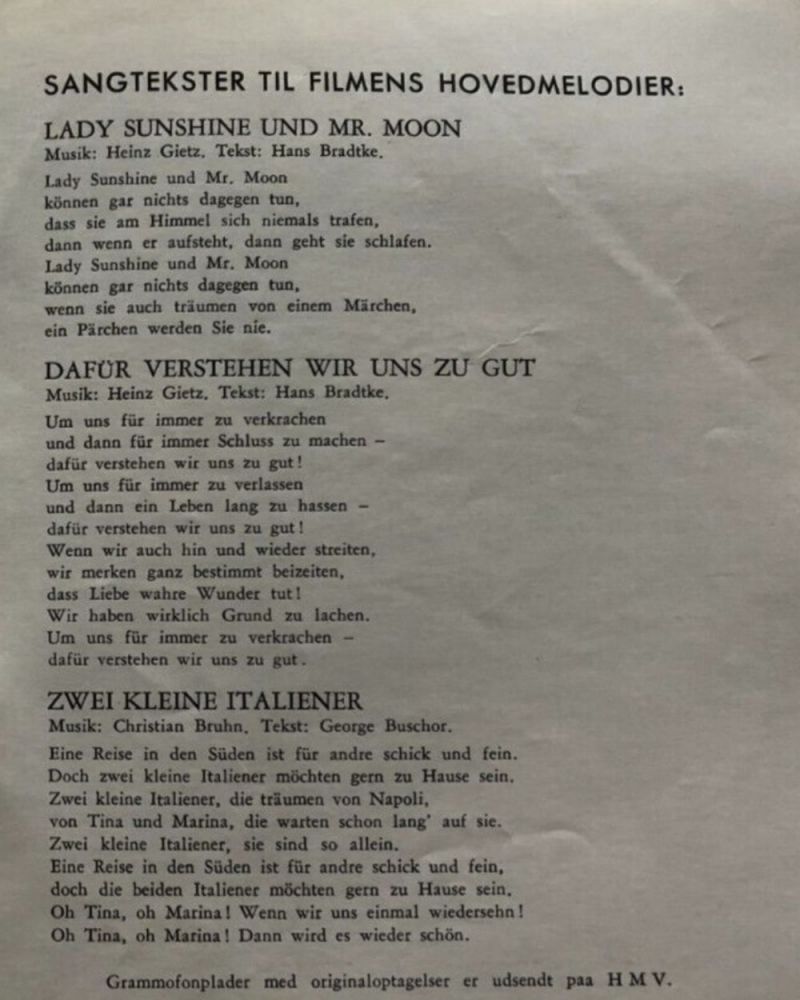 SANGTEKSTER TIL FILMENS HOVEDMELODIER:
LADY SUNSHINE UND MR. MOON
Musik: Heinz Gietz. Tekst: Hans Bradtke.
Lady Sunshine und Mr. Moon
können gar nichts dagegen tun,
dass sie am Himmel sich niemals trafen,
dann wenn er aufsteht, dann geht sie schlafen.
Lady Sunshine und Mr. Moon
können gar nichts dagegen tun,
wenn sie auch träumen von einem Märchen,
ein Pärchen werden Sie nie.
DAFÜR VERSTEHEN WIR UNS ZU GUT
Musik: Heinz Gietz. Tekst: Hans Bradtke.
Um uns für immer zu verkrachen
und dann für immer Schluss zu machen –
dafür verstehen wir uns zu gut!
Um uns für immer zu verlassen
und dann ein Leben lang zu hassen –
dafür verstehen wir uns zu gut!
Wenn wir auch hin und wieder streiten,
wir merken ganz bestimmt beizeiten,
dass Liebe wahre Wunder tut!
Wir haben wirklich Grund zu lachen.
Um uns für immer zu verkrachen –
dafür verstehen wir uns zu gut.
ZWEI KLEINE ITALIENER
Musik: Christian Bruhn. Tekst: George Buschor.
Eine Reise in den Süden ist für andre schick und fein.
Doch zwei kleine Italiener möchten gern zu Hause sein.
Zwei kleine Italiener, die träumen von Napoli,
von Tina und Marina, die warten schon lang' auf sie.
Zwei kleine Italiener, sie sind so allein.
Eine Reise in den Süden ist für andre schick und fein,
doch die beiden Italiener möchten gern zu Hause sein.
Oh Tina, oh Marina! Wenn wir uns einmal wiedersehn!
Oh Tina, oh Marina! Dann wird es wieder schön.
Grammofonplader med originaloptagelser er udsendt paa H M V.